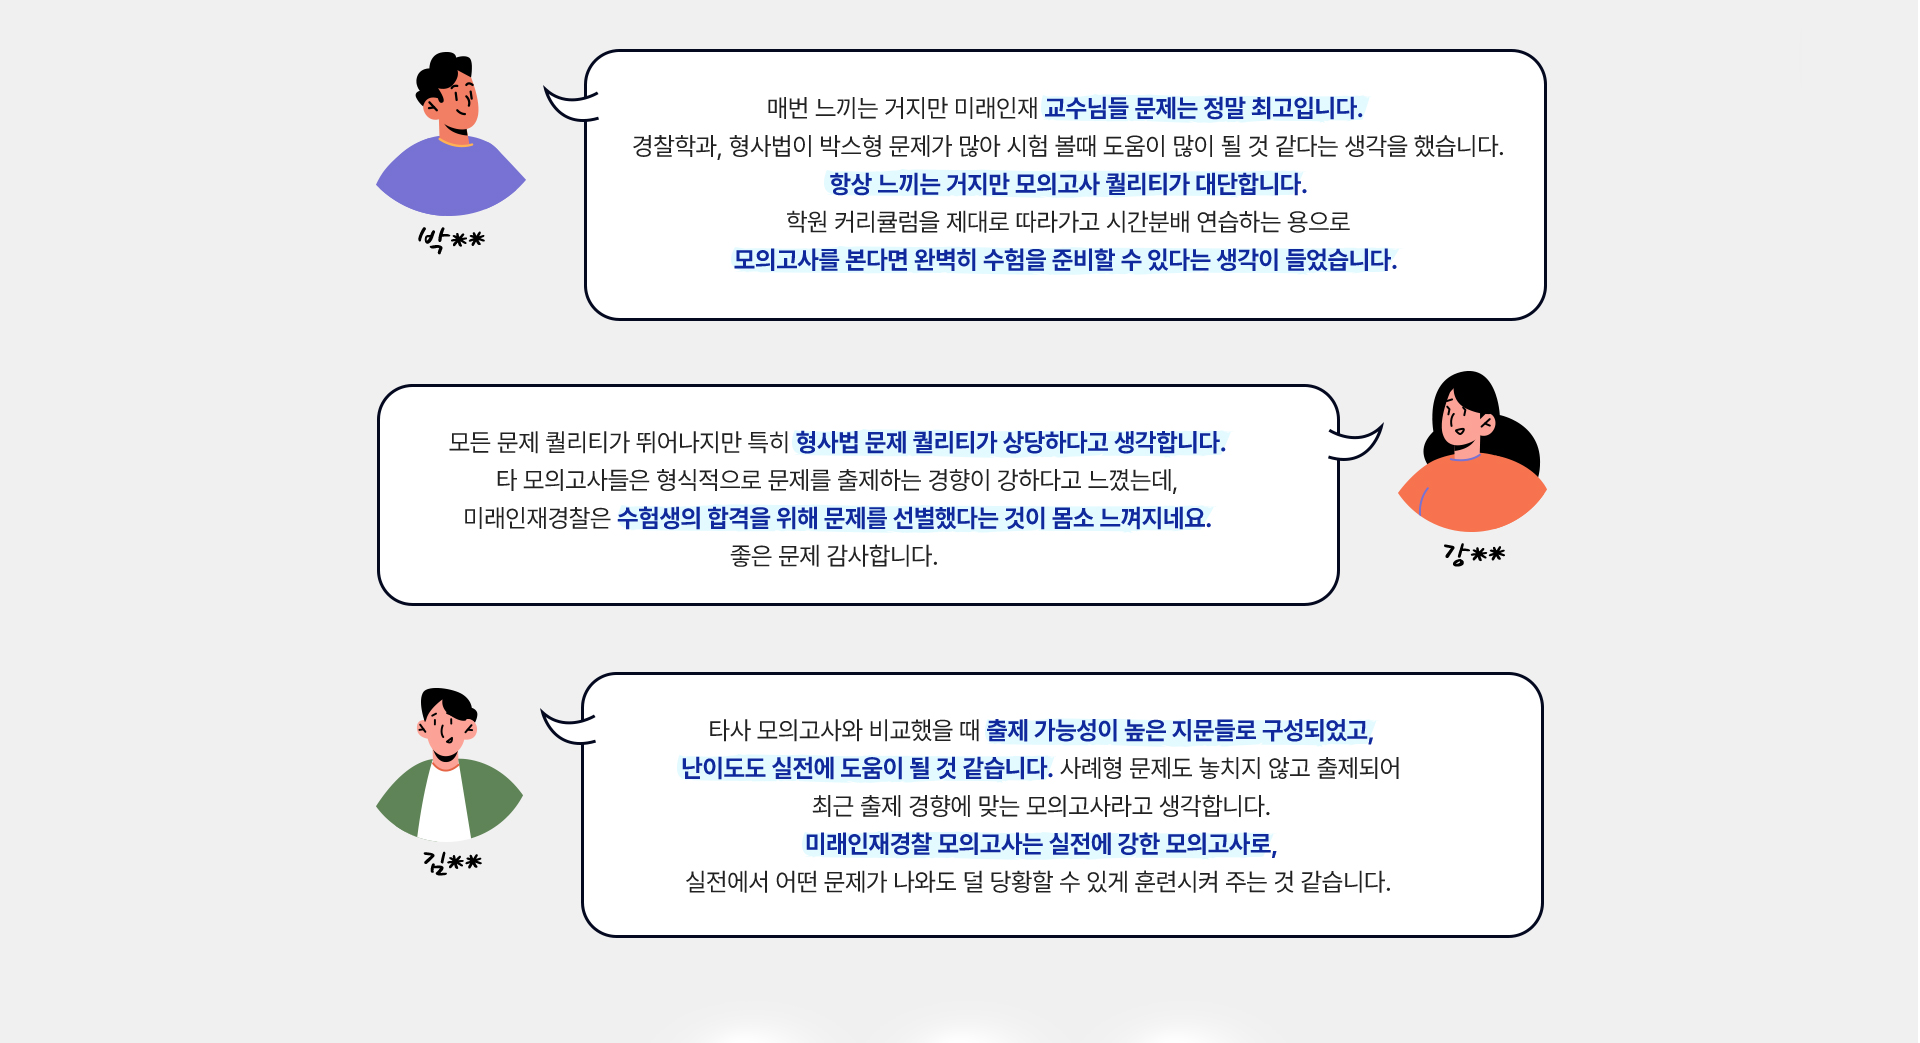 매번 느끼는 거지만 미래인재 교수님들 문제는 정말 최고입니다.
경찰학과, 형사법이 박스형 문제가 많아 시험 볼때 도움이 많이 될 것 같다는 생각을 했습니다.
항상 느끼는 거지만 모의고사 퀄리티가 대단합니다.
학원 커리큘럼을 제대로 따라가고 시간분배 연습하는 용으로
모의고사를 본다면 완벽히 수험을 준비할 수 있다는 생각이 들었습니다.
박**
모든 문제 퀄리티가 뛰어나지만 특히 형사법 문제 퀄리티가 상당하다고 생각합니다.
타 모의고사들은 형식적으로 문제를 출제하는 경향이 강하다고 느꼈는데,
미래인재경찰은 수험생의 합격을 위해 문제를 선별했다는 것이 몸소 느껴지네요.
좋은 문제 감사합니다.
강**
타사 모의고사와 비교했을 때 출제 가능성이 높은 지문들로 구성되었고,
난이도도 실전에 도움이 될 것 같습니다. 사례형 문제도 놓치지 않고 출제되어
최근 출제 경향에 맞는 모의고사라고 생각합니다.
미래인재경찰 모의고사는 실전에 강한 모의고사로,
실전에서 어떤 문제가 나와도 덜 당황할 수 있게 훈련시켜 주는 것 같습니다.
김**